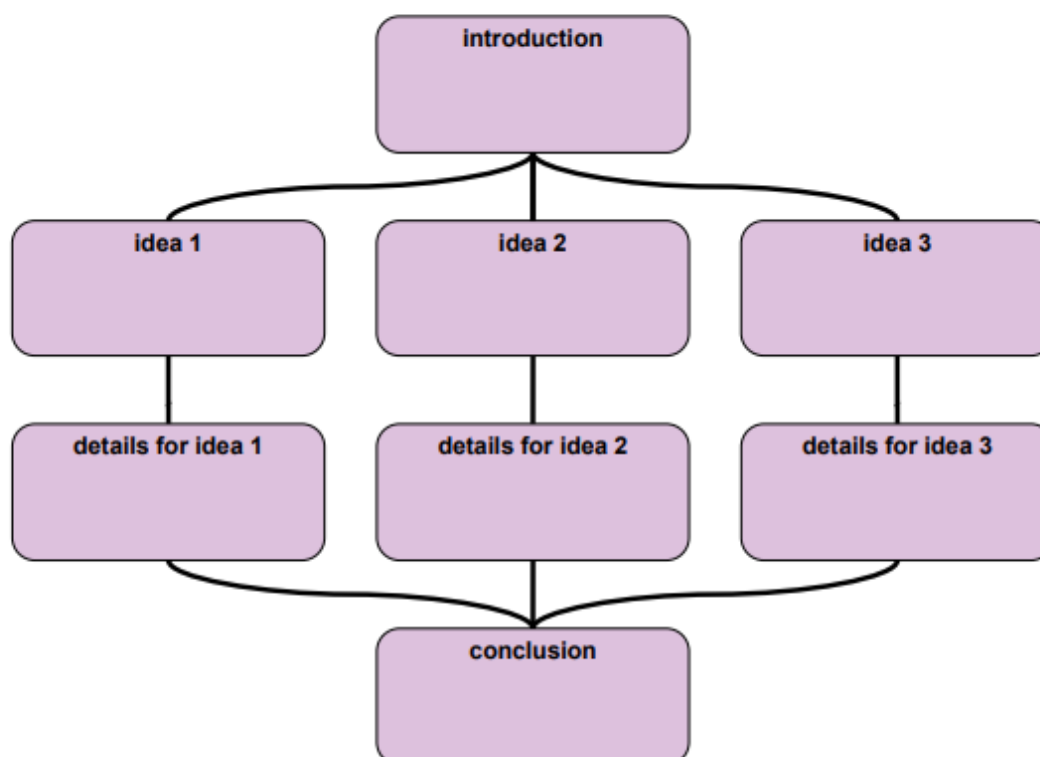 introduction
idea 1
idea 2
idea 3
details for idea 1
details for idea 2
details for idea 3
conclusion